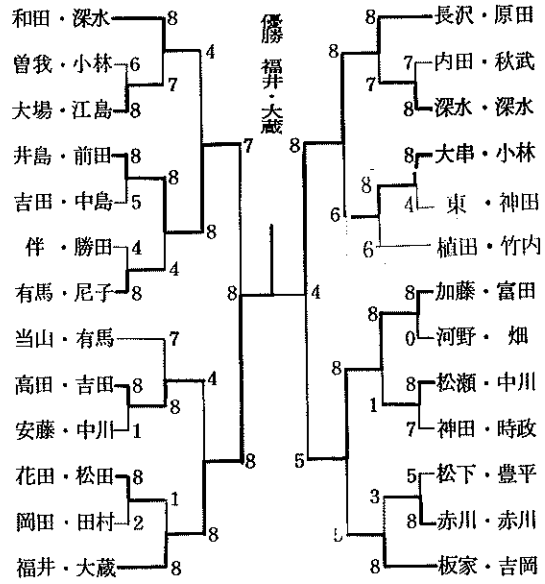 優勝 福井・大蔵
和田・深水 8
曽我・小林 6
大場・江島 8
7
4
井島・前田 8
吉田・中島 5
8
伴・勝田 4
有馬・尼子 8
4
8
7
当山・有馬 7
高田・吉田 8
安藤・中川 1
8
4
花田・松田 8
岡田・田村 2
1
福井・大蔵 8
8
8
8 長沢・原田
7 内田・秋武
8 深水・深水
7
8
8 大串・小林
4 東・神田
8
6 植田・竹内
6
8
4
8 加藤・富田
0 河野・畑
8
8 松瀬・中川
7 神田・時政
1
8
5 松下・豊平
8 赤川・赤川
3
8 板家・吉岡
5
5